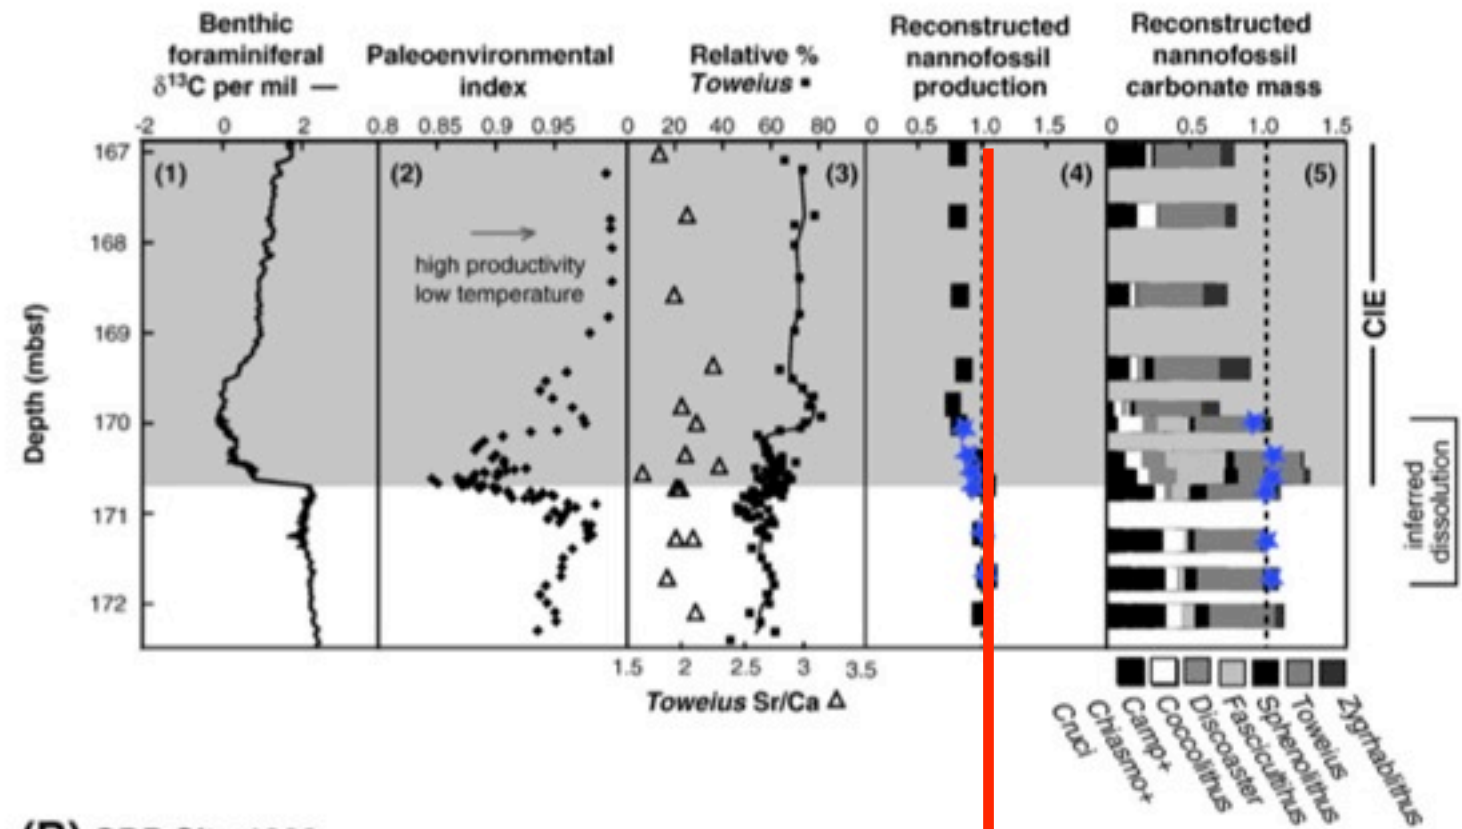 Benthic
foraminiferal
δ13C per mil —
Paleoenvironmental
index
Relative %
Toweius ▪
Reconstructed
nannofossil
production
Reconstructed
nannofossil
carbonate mass
-2 0 2
0.8 0.85 0.9 0.95
0 20 40 60 80
0 0.5 1.0 1.5
0 0.5 1.0 1.5
(1) (2) (3) (4) (5)
Depth (mbsf)
167
168
169
170
171
172
high productivity
low temperature
CIE
inferred
dissolution
1.5 2 2.5 3 3.5
Toweius Sr/Ca Δ
Cruci
Chiasmo+
Camp+
Coccolithus
Discoaster
Sphenolithus
Toweius
Zygrhablithus